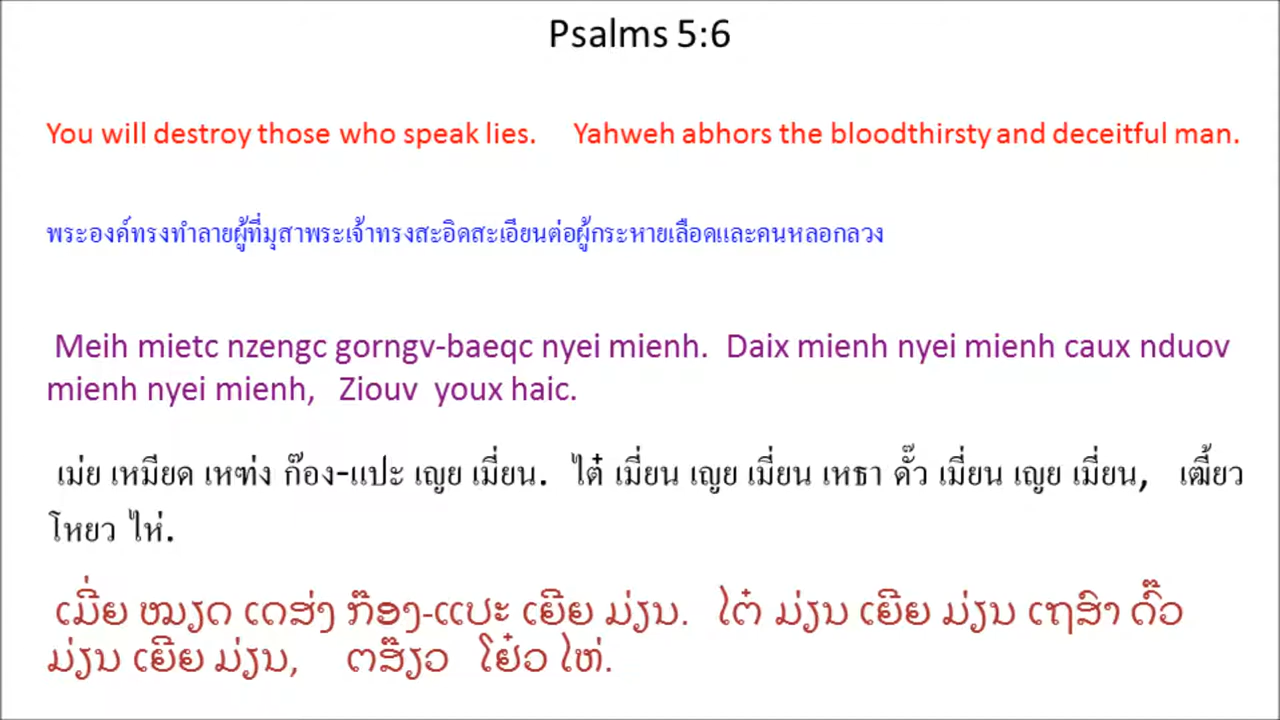 Psalms 5:6
You will destroy those who speak lies. Yahweh abhors the bloodthirsty and deceitful man.
พระองค์ทรงทำลายผู้ที่มุสาพระเจ้าทรงสะอิดสะเอียนต่อผู้กระหายเลือดและคนหลอกลวง
Meih mietc nzengc gorngv-baeqc nyei mienh. Daix mienh nyei mienh caux nduov
mienh nyei mienh, Ziouv youx haic.
เม่ย เหมียด เหฑ่ง ก๊อง-แปะ เญย เมี่ยน. ไต๋ เมี่ยน เญย เมี่ยน เหธา ดั๊ว เมี่ยน เญย เมี่ยน, เฒี้ยว
โหยว ไห่.
เมี่ย ໝຽດ ເດສ່ງ ກ໊ອງ-ແປະ ເຍີຍ ມ່ຽນ. ໄຕ໋ ມ່ຽນ ເຍີຍ ມ່ຽນ ເຖສົາ ດົ໊ວ
ມ່ຽນ ເຍີຍ ມ່ຽນ, ຕສ໊ຽວ ໂຢ໋ວ ໄຫ່.